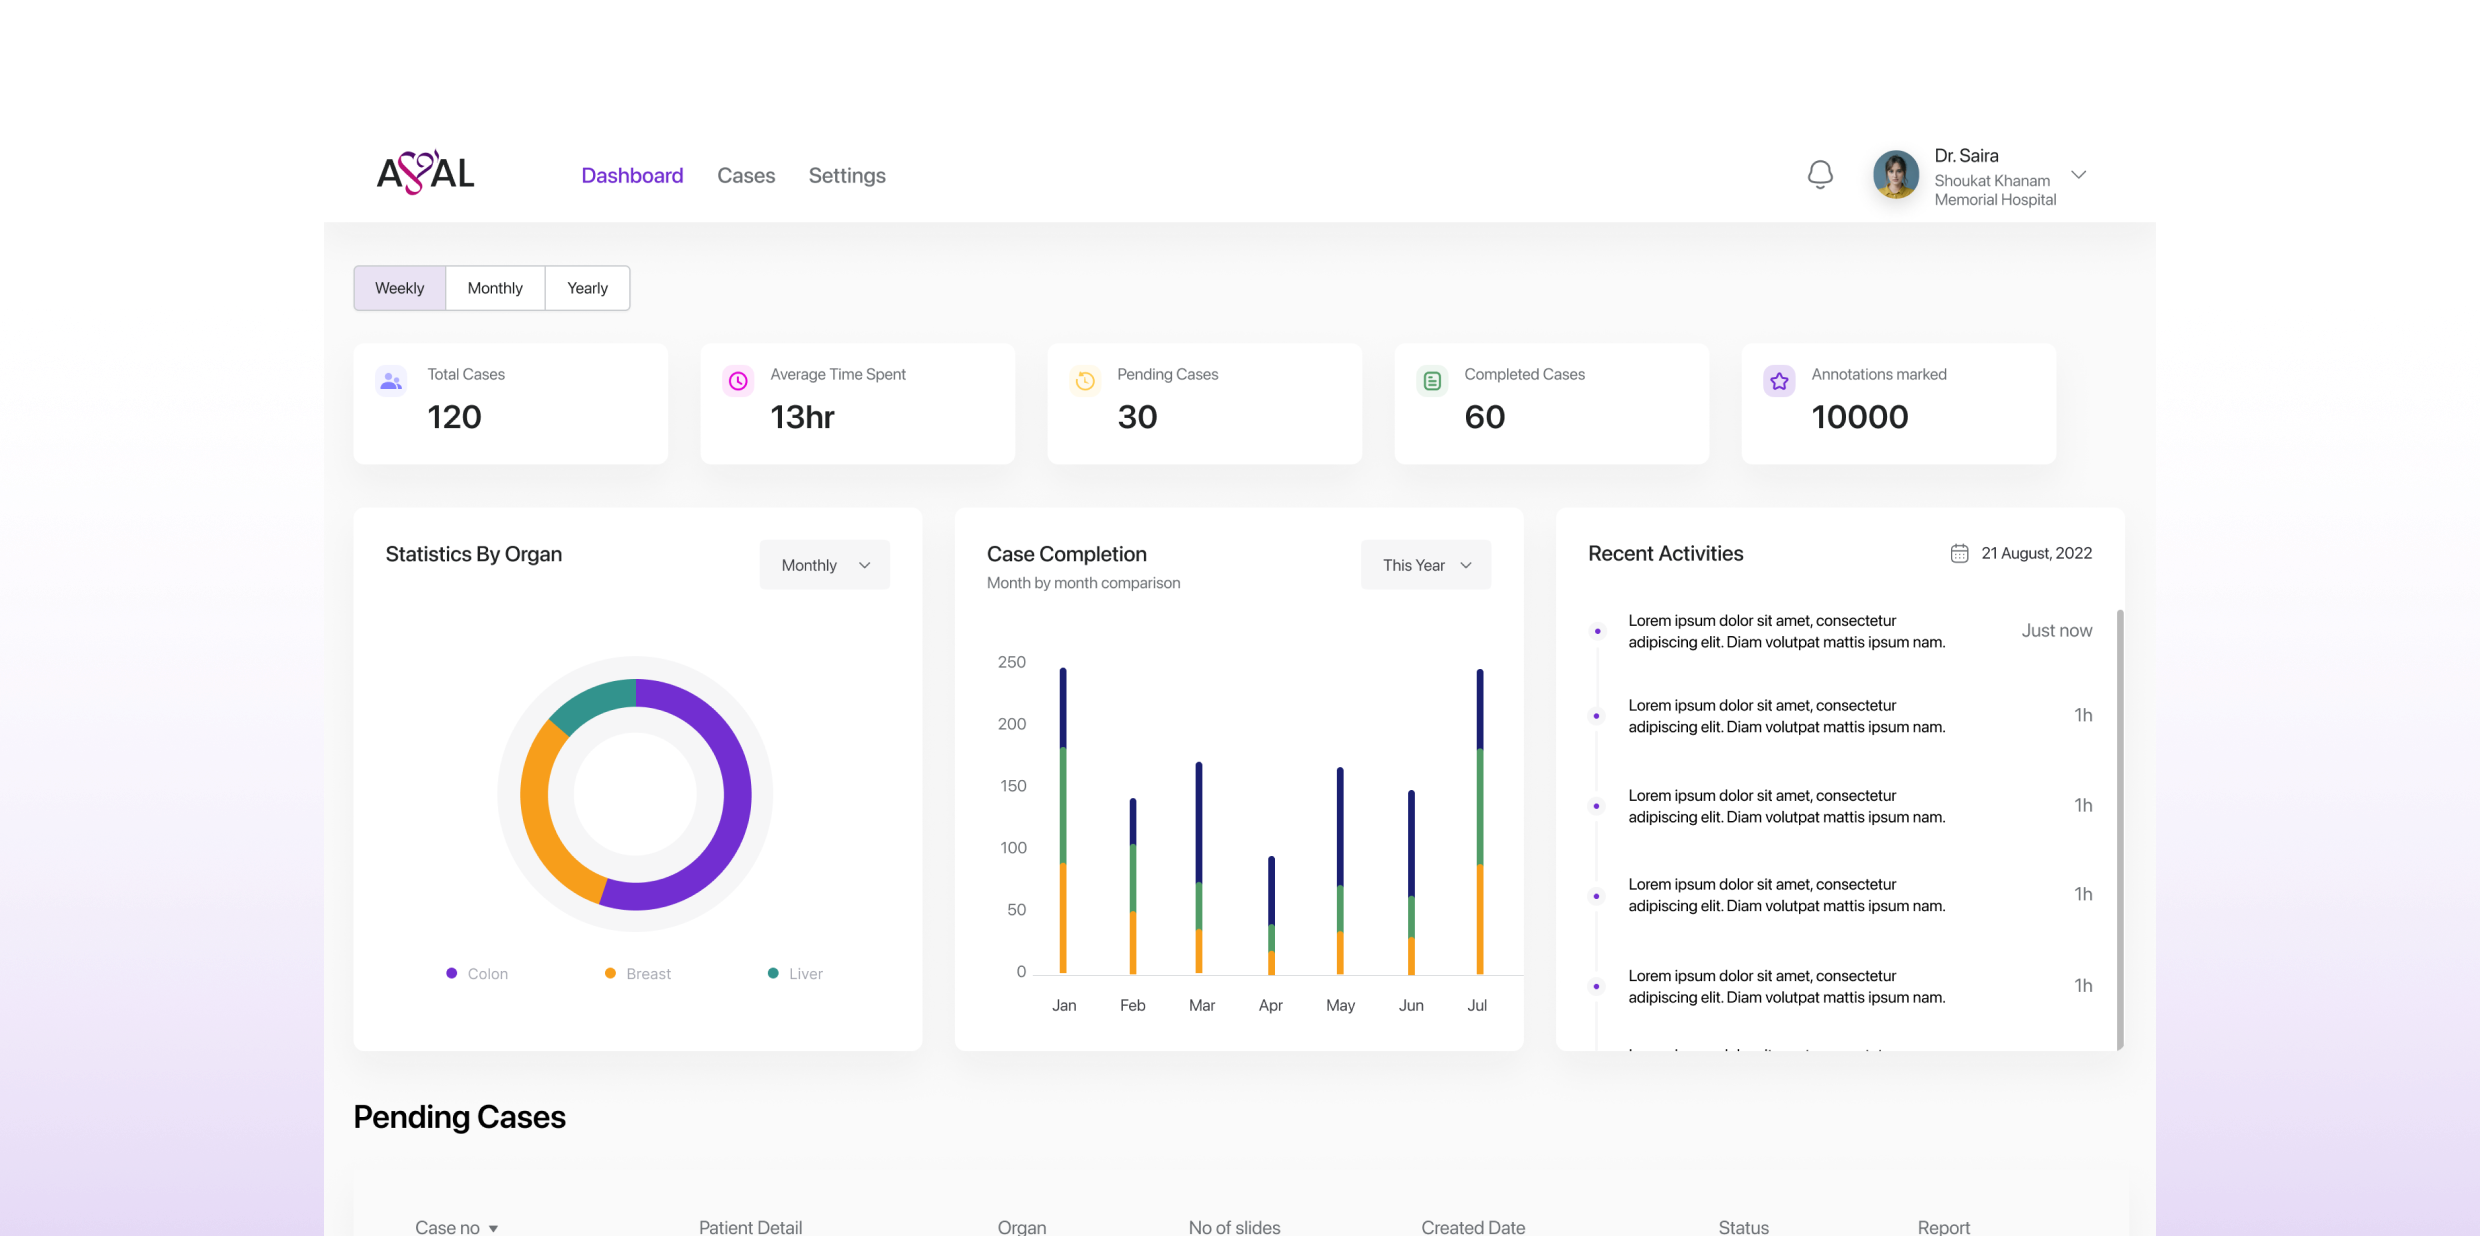 Dashboard Cases Settings
Dr. Saira
Shoukat Khanam
Memorial Hospital
Weekly Monthly Yearly
Total Cases
120
Average Time Spent
13hr
Pending Cases
30
Completed Cases
60
Annotations marked
10000
Statistics By Organ
Monthly
Colon Breast Liver
Case Completion
Month by month comparison
This Year
250
200
150
100
50
0
Jan Feb Mar Apr May Jun Jul
Recent Activities
21 August, 2022
Lorem ipsum dolor sit amet, consectetur
adipiscing elit. Diam volutpat mattis ipsum nam.
Just now
Lorem ipsum dolor sit amet, consectetur
adipiscing elit. Diam volutpat mattis ipsum nam.
1h
Lorem ipsum dolor sit amet, consectetur
adipiscing elit. Diam volutpat mattis ipsum nam.
1h
Lorem ipsum dolor sit amet, consectetur
adipiscing elit. Diam volutpat mattis ipsum nam.
1h
Lorem ipsum dolor sit amet, consectetur
adipiscing elit. Diam volutpat mattis ipsum nam.
1h
Pending Cases
Case no Patient Detail Organ No of slides Created Date Status Report